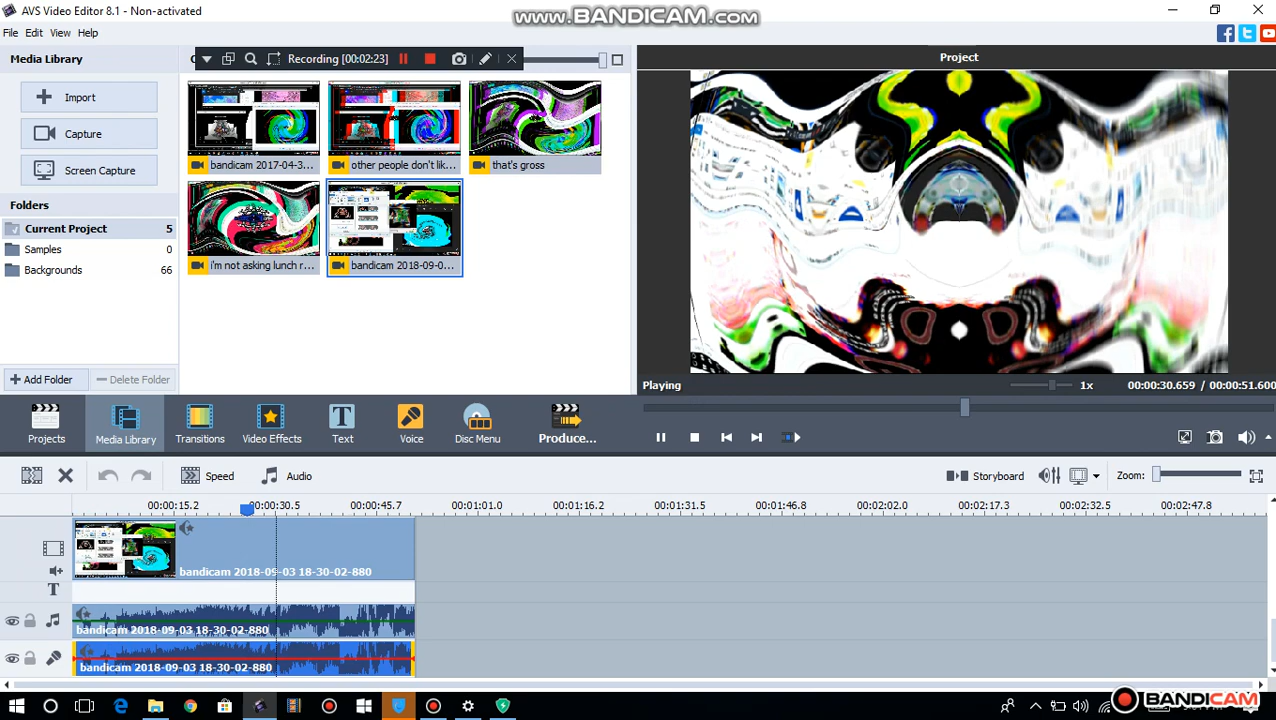 AVS Video Editor 8.1 - Non-activated
www.BANDICAM.com
File Edit View Help
Media Library
Recording [00:02:23]
Project
Import
Capture
Screen Capture
bandicam 2017-04-3...
other people don't lik...
that's gross
Current Project 5
Samples 0
Backgrounds 66
i'm not asking lunch r...
bandicam 2018-09-0...
Add Folder
Delete Folder
Playing
1x
00:00:30.659 / 00:00:51.600
Projects
Media Library
Transitions
Video Effects
Text
Voice
Disc Menu
Produce...
Speed
Audio
Storyboard
Zoom:
00:00:15.2 00:00:30.5 00:00:45.7 00:01:01.0 00:01:16.2 00:01:31.5 00:01:46.8 00:02:02.0 00:02:17.3 00:02:32.5 00:02:47.8
bandicam 2018-09-03 18-30-02-880
bandicam 2018-09-03 18-30-02-880
bandicam 2018-09-03 18-30-02-880
BANDICAM